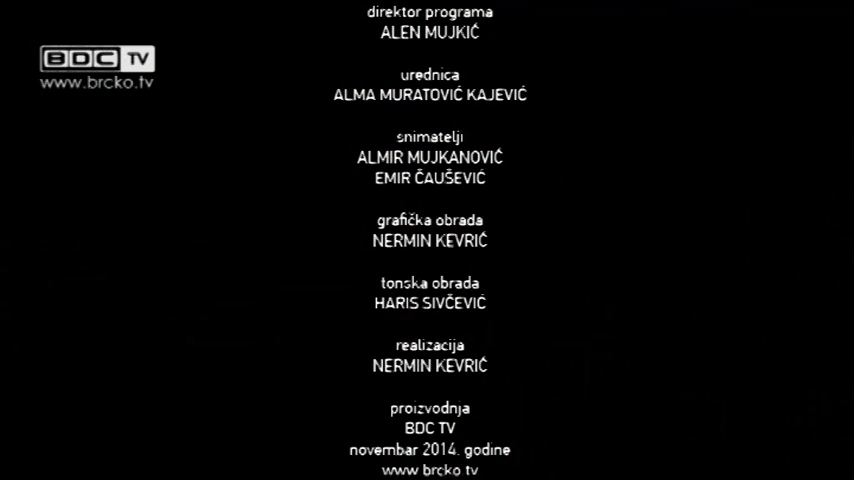 direktor programa
ALEN MUJKIĆ
BDC TV
www.brcko.tv
urednica
ALMA MURATOVIĆ KAJEVIĆ
snimatelji
ALMIR MUJKANOVIĆ
EMIR ČAUŠEVIĆ
grafička obrada
NERMIN KEVRIĆ
tonska obrada
HARIS SIVČEVIĆ
realizacija
NERMIN KEVRIĆ
proizvodnja
BDC TV
novembar 2014. godine
www.brcko.tv